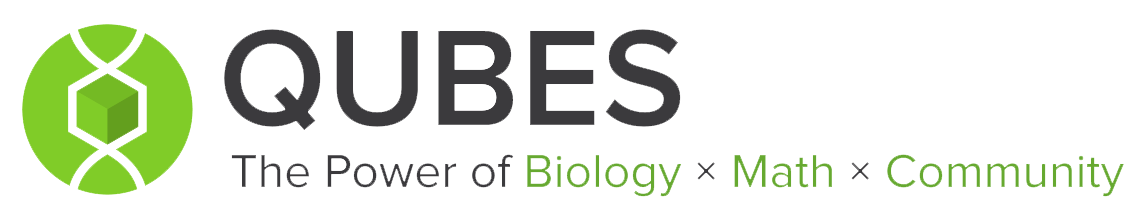 QUBES
The Power of Biology × Math × Community